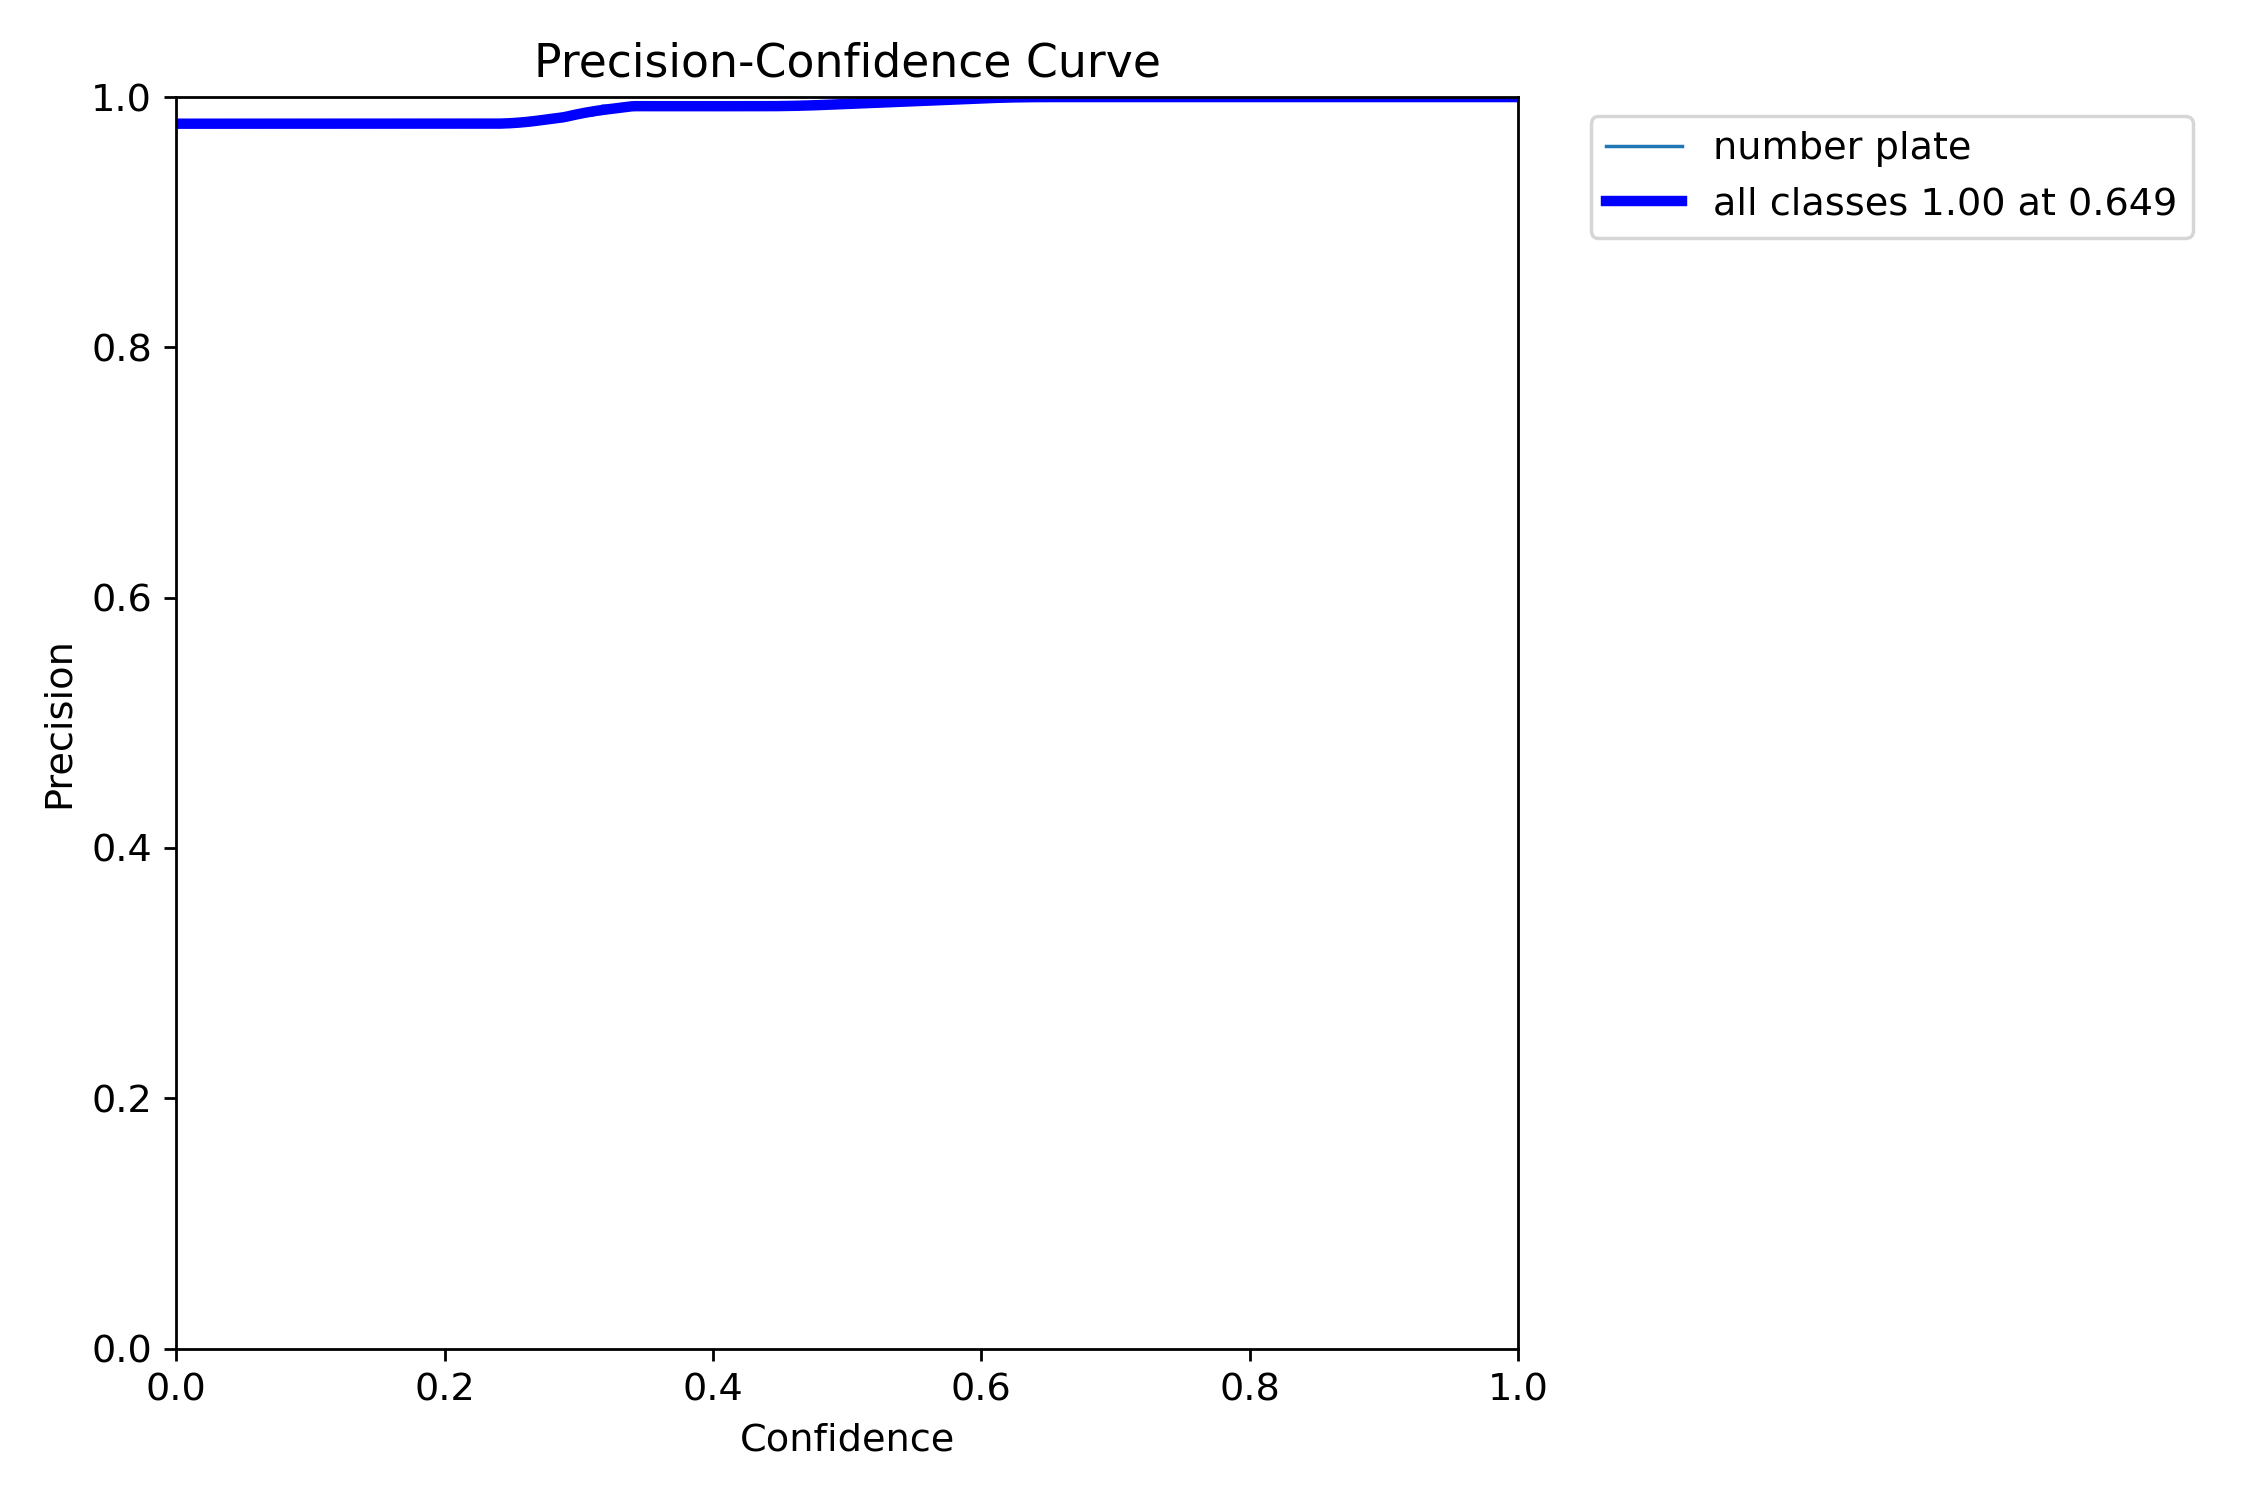 Precision-Confidence Curve
number plate
all classes 1.00 at 0.649
Precision
1.0
0.8
0.6
0.4
0.2
0.0
0.0 0.2 0.4 0.6 0.8 1.0
Confidence